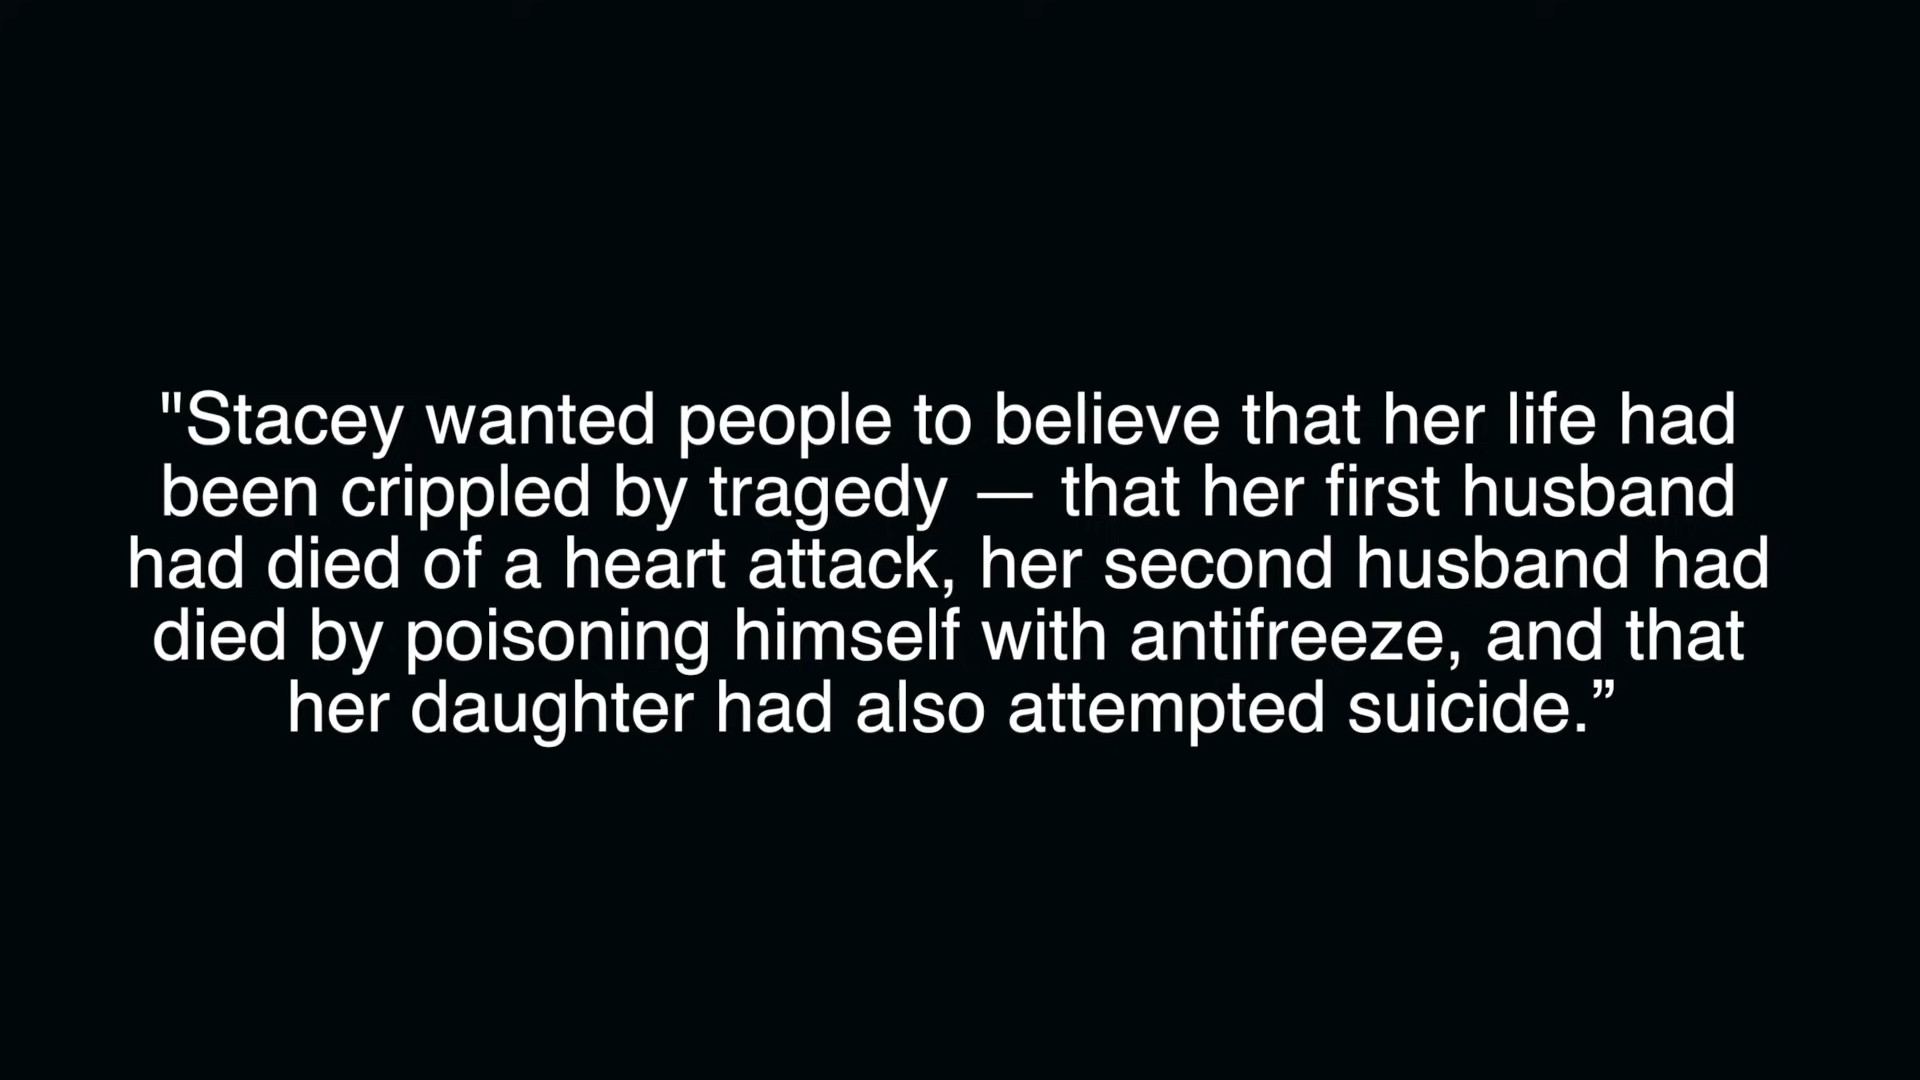 "Stacey wanted people to believe that her life had
been crippled by tragedy — that her first husband
had died of a heart attack, her second husband had
died by poisoning himself with antifreeze, and that
her daughter had also attempted suicide.”